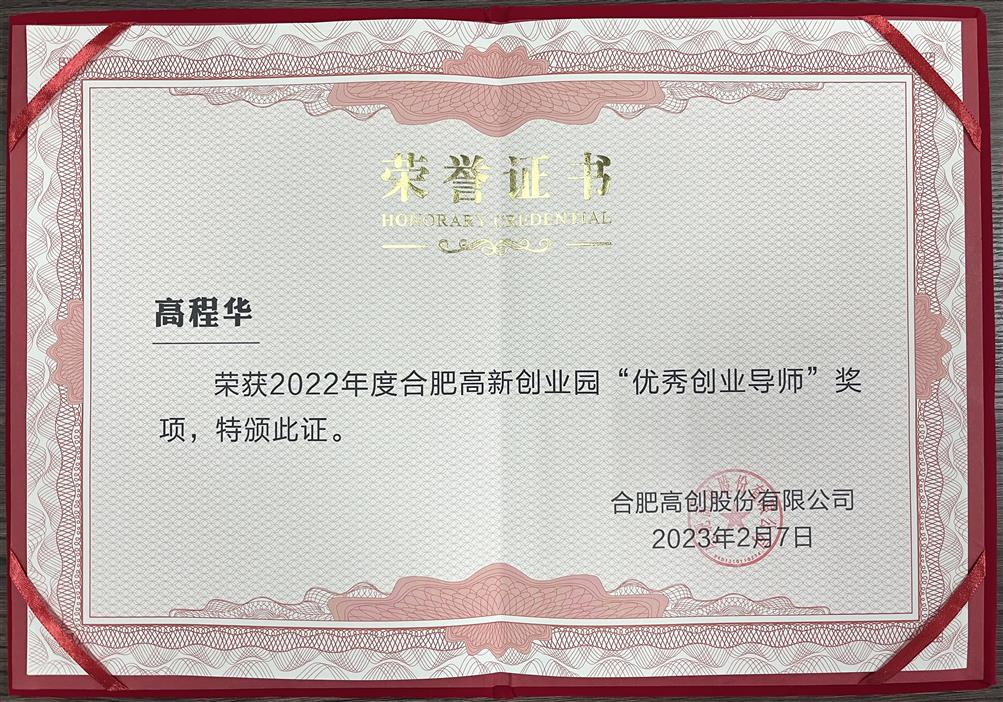 荣誉证书
HONORARY CREDENTIAL
高程华
荣获2022年度合肥高新创业园“优秀创业导师”奖
项，特颁此证。
合肥高创股份有限公司
2023年2月7日